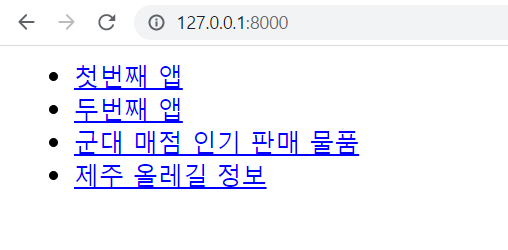 127.0.0.1:8000
첫번째 앱
두번째 앱
군대 매점 인기 판매 물품
제주 올레길 정보